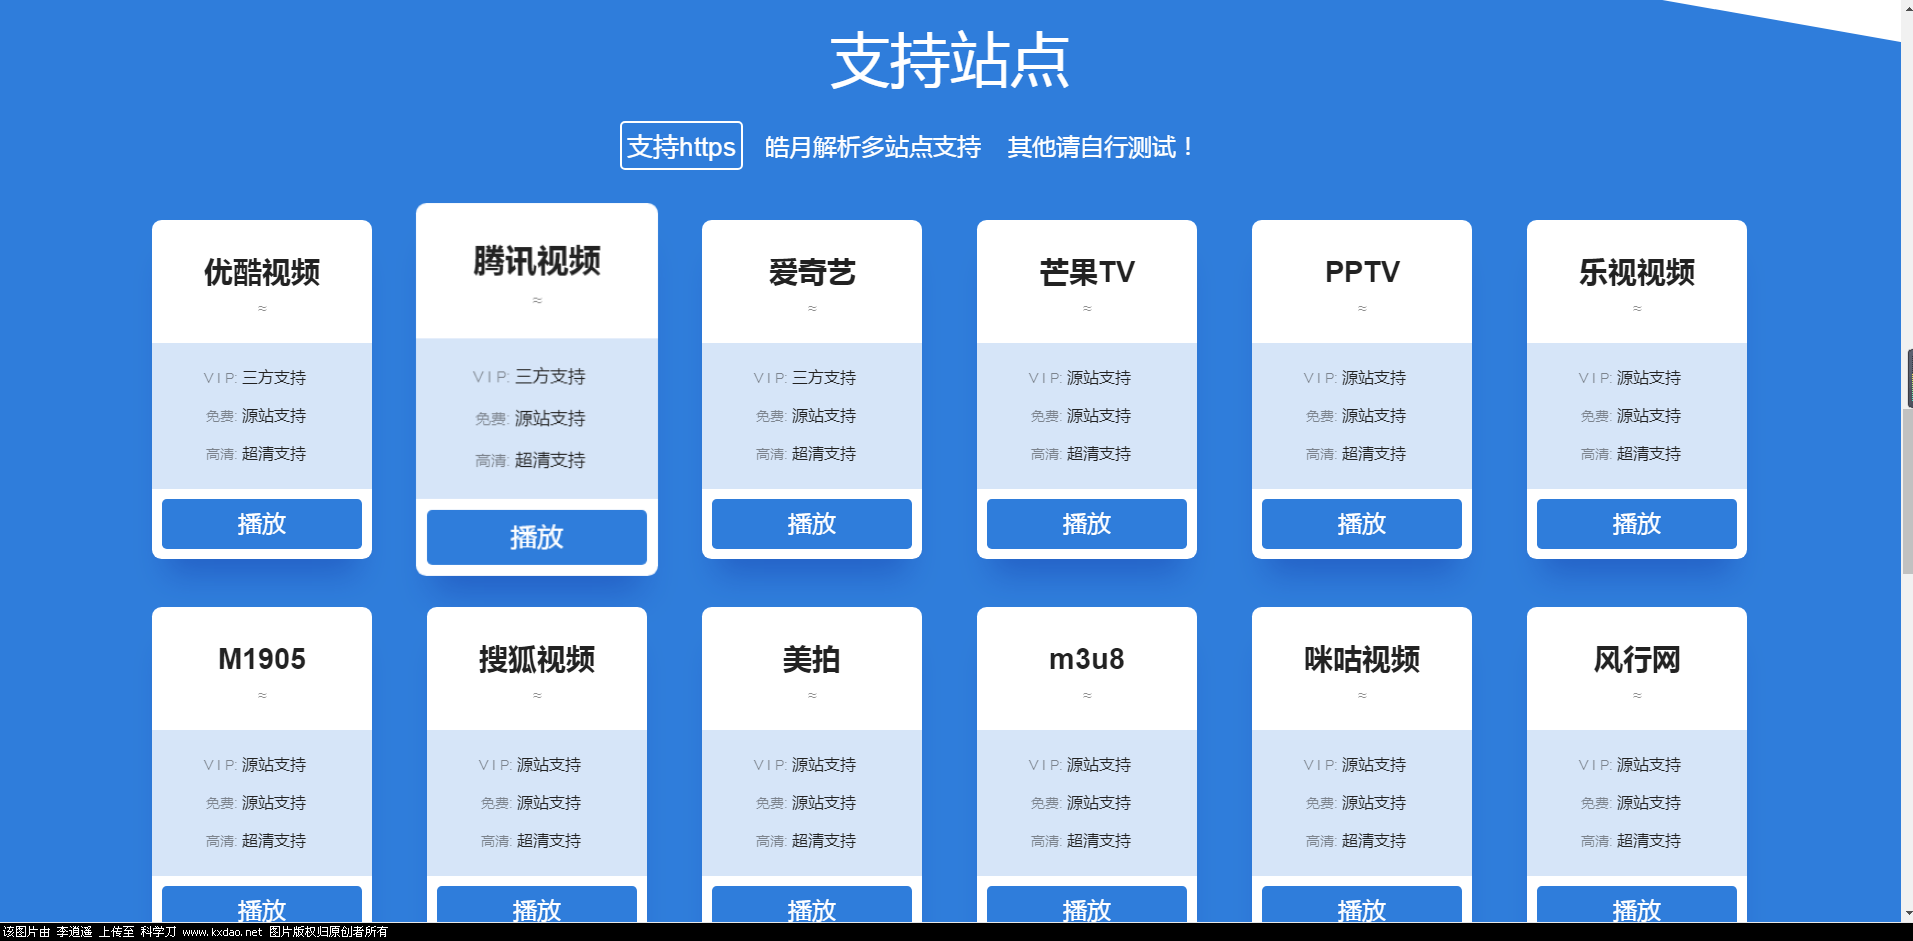 支持站点
支持https 皓月解析多站点支持 其他请自行测试！
优酷视频
≈
VIP: 三方支持
免费: 源站支持
高清: 超清支持
播放
腾讯视频
≈
VIP: 三方支持
免费: 源站支持
高清: 超清支持
播放
爱奇艺
≈
VIP: 三方支持
免费: 源站支持
高清: 超清支持
播放
芒果TV
≈
VIP: 源站支持
免费: 源站支持
高清: 超清支持
播放
PPTV
≈
VIP: 源站支持
免费: 源站支持
高清: 超清支持
播放
乐视视频
≈
VIP: 源站支持
免费: 源站支持
高清: 超清支持
播放
M1905
≈
VIP: 源站支持
免费: 源站支持
高清: 超清支持
播放
搜狐视频
≈
VIP: 源站支持
免费: 源站支持
高清: 超清支持
播放
美拍
≈
VIP: 源站支持
免费: 源站支持
高清: 超清支持
播放
m3u8
≈
VIP: 源站支持
免费: 源站支持
高清: 超清支持
播放
咪咕视频
≈
VIP: 源站支持
免费: 源站支持
高清: 超清支持
播放
风行网
≈
VIP: 源站支持
免费: 源站支持
高清: 超清支持
播放
该图片由 李逍遥 上传至 科学刀 www.kxdao.net 图片版权归原创者所有